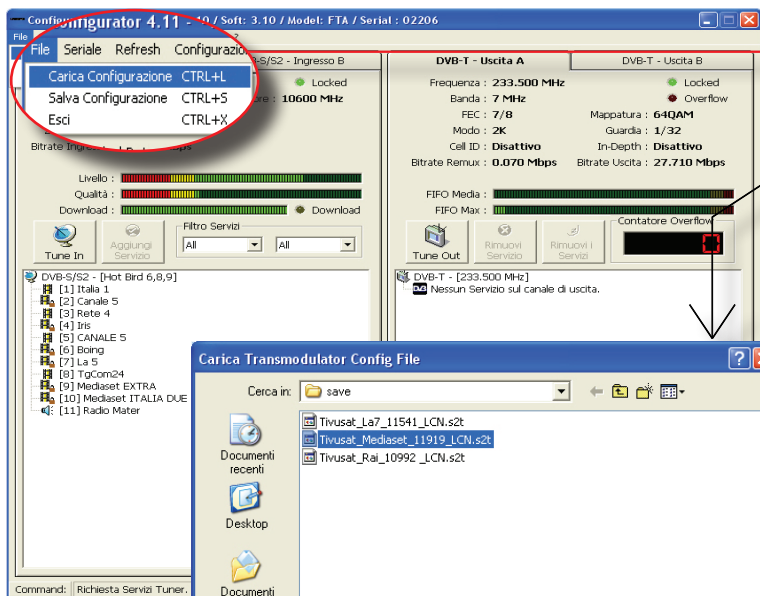 Configurator 4.11 - 10 / Soft: 3.10 / Model: FTA / Serial : 02206
File
File Seriale Refresh Configurazio
Carica Configurazione CTRL+L
Salva Configurazione CTRL+S
Esci CTRL+X
B-S/S2 - Ingresso B
Locked
10600 MHz
Bitrate Ingresso
Mbps
Livello :
Qualità :
Download :
Download
Tune In
Aggiungi Servizio
Filtro Servizi
All
All
DVB-S/S2 - [Hot Bird 6,8,9]
[1] Italia 1
[2] Canale 5
[3] Rete 4
[4] Iris
[5] CANALE 5
[6] Boing
[7] La 5
[8] TgCom24
[9] Mediaset EXTRA
[10] Mediaset ITALIA DUE
[11] Radio Mater
DVB-T - Uscita A
DVB-T - Uscita B
Frequenza : 233.500 MHz
Locked
Banda : 7 MHz
Overflow
FEC : 7/8
Mappatura : 64QAM
Modo : 2K
Guardia : 1/32
Cell ID : Disattivo
In-Depth : Disattivo
Bitrate Remux : 0.070 Mbps
Bitrate Uscita : 27.710 Mbps
FIFO Media :
FIFO Max :
Tune Out
Rimuovi Servizio
Rimuovi i Servizi
Contatore Overflow
0
DVB-T - [233.500 MHz]
DVB Nessun Servizio sul canale di uscita.
Carica Transmodulator Config File
Cerca in:
save
Tivusat_La7_11541_LCN.s2t
Tivusat_Mediaset_11919_LCN.s2t
Tivusat_Rai_10992 _LCN.s2t
Documenti recenti
Desktop
Documenti
Command:
Richiesta Servizi Tuner.